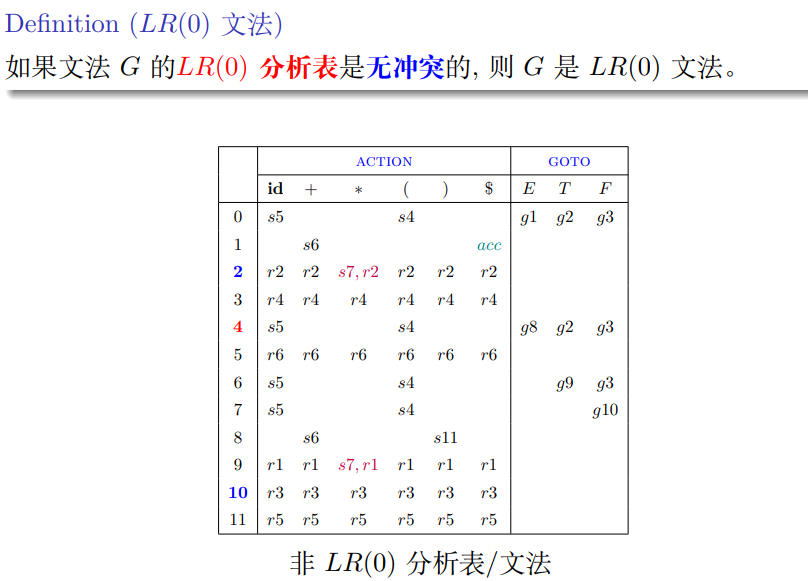 Definition (LR(0) 文法)
如果文法 G 的LR(0) 分析表是无冲突的, 则 G 是 LR(0) 文法。
ACTION GOTO
id + * ( ) $ E T F
0 s5 s4 g1 g2 g3
1 s6 acc
2 r2 r2 s7, r2 r2 r2 r2
3 r4 r4 r4 r4 r4 r4
4 s5 s4 g8 g2 g3
5 r6 r6 r6 r6 r6 r6
6 s5 s4 g9 g3
7 s5 s4 g10
8 s6 s11
9 r1 r1 s7, r1 r1 r1 r1
10 r3 r3 r3 r3 r3 r3
11 r5 r5 r5 r5 r5 r5
非 LR(0) 分析表/文法